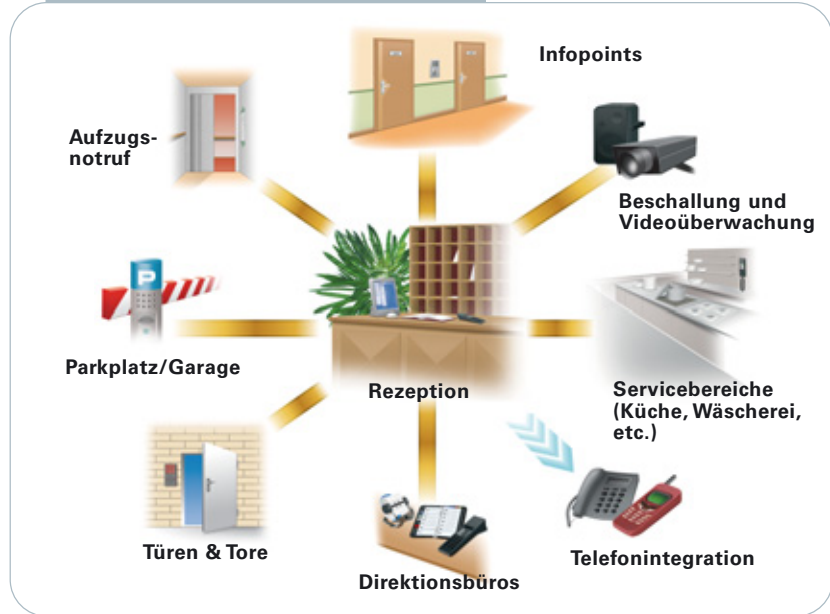 Infopoints
Aufzugs-
notruf
Beschallung und
Videoüberwachung
P
Parkplatz/Garage
Rezeption
Servicebereiche
(Küche, Wäscherei,
etc.)
Türen & Tore
Direktionsbüros
Telefonintegration